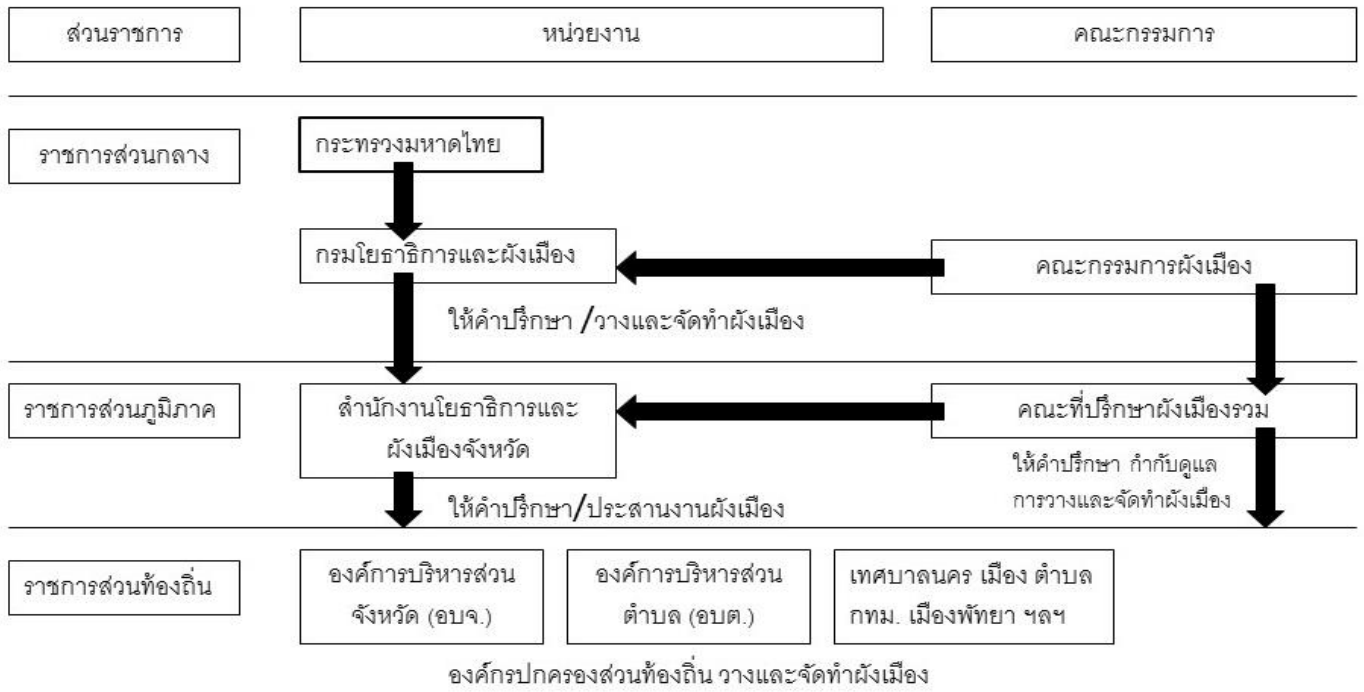 ส่วนราชการ
หน่วยงาน
คณะกรรมการ
ราชการส่วนกลาง
กระทรวงมหาดไทย
กรมโยธาธิการและผังเมือง
คณะกรรมการผังเมือง
ให้คำปรึกษา /วางและจัดทำผังเมือง
ราชการส่วนภูมิภาค
สำนักงานโยธาธิการและ
ผังเมืองจังหวัด
คณะที่ปรึกษาผังเมืองรวม
ให้คำปรึกษา กำกับดูแล
การวางและจัดทำผังเมือง
ให้คำปรึกษา/ประสานงานผังเมือง
ราชการส่วนท้องถิ่น
องค์การบริหารส่วน
จังหวัด (อบจ.)
องค์การบริหารส่วน
ตำบล (อบต.)
เทศบาลนคร เมือง ตำบล
กทม. เมืองพัทยา ฯลฯ
องค์กรปกครองส่วนท้องถิ่น วางและจัดทำผังเมือง